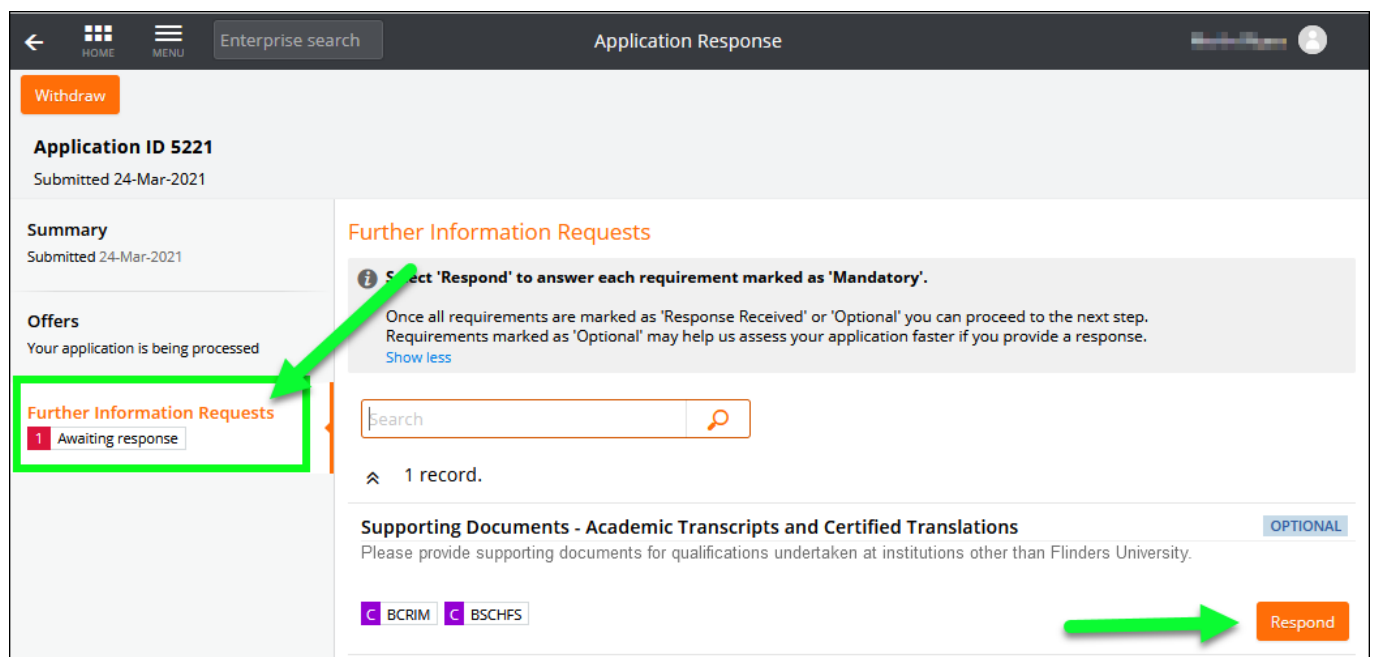 HOME
MENU
Enterprise search
Application Response
Withdraw
Application ID 5221
Submitted 24-Mar-2021
Summary
Submitted 24-Mar-2021
Offers
Your application is being processed
Further Information Requests
1 Awaiting response
Further Information Requests
'Respond' to answer each requirement marked as 'Mandatory'.
Once all requirements are marked as 'Response Received' or 'Optional' you can proceed to the next step.
Requirements marked as 'Optional' may help us assess your application faster if you provide a response.
Show less
Search
1 record.
Supporting Documents - Academic Transcripts and Certified Translations
OPTIONAL
Please provide supporting documents for qualifications undertaken at institutions other than Flinders University.
C BCRIM C BSCHFS
Respond